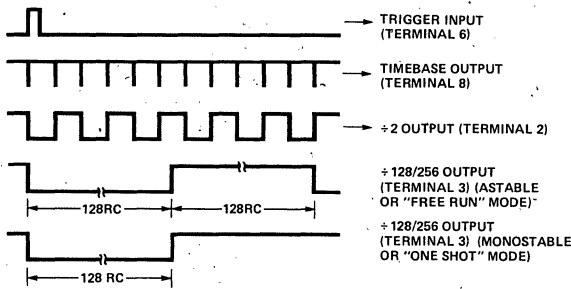 TRIGGER INPUT
(TERMINAL 6)
TIMEBASE OUTPUT
(TERMINAL 8)
÷2 OUTPUT (TERMINAL 2)
÷128/256 OUTPUT
(TERMINAL 3) (ASTABLE
OR "FREE RUN" MODE)
128RC
128RC
÷128/256 OUTPUT
(TERMINAL 3) (MONOSTABLE
OR "ONE SHOT" MODE)
128 RC